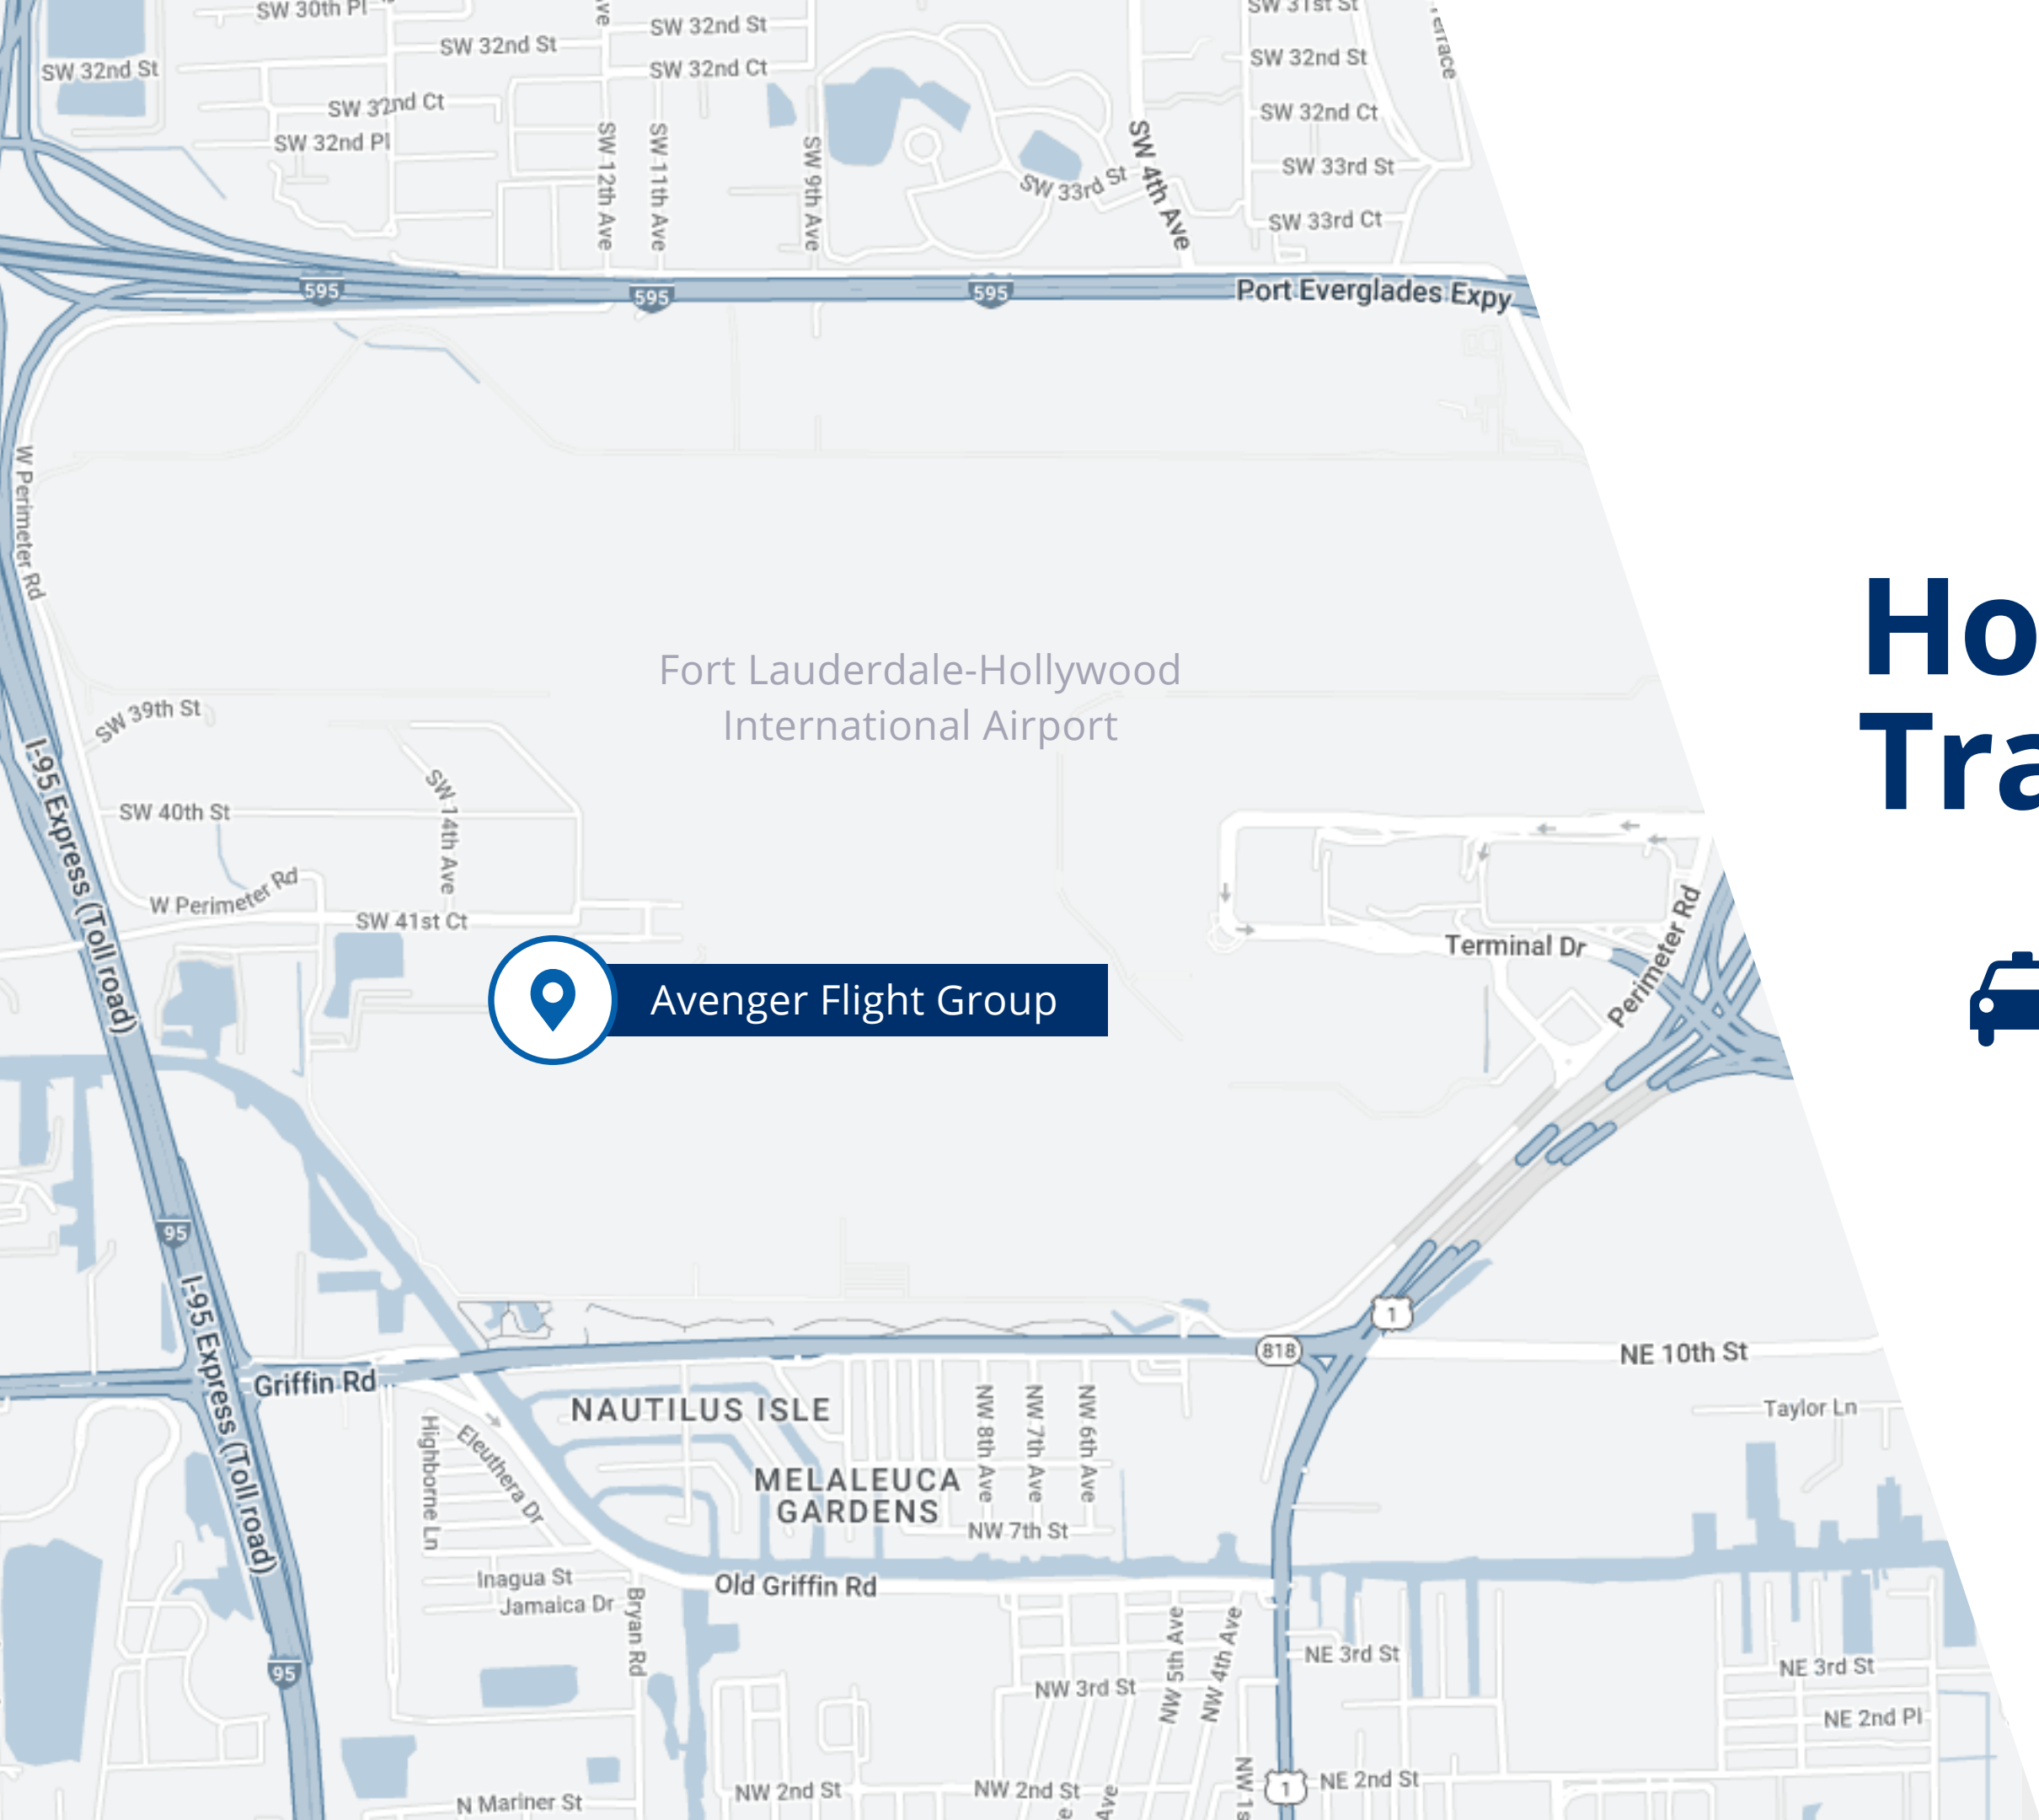 SW 30th Pl
SW 31st St
SW 32nd St
SW 32nd St
SW 32nd St
SW 32nd St
SW 32nd Ct
SW 32nd Ct
SW 32nd Ct
SW 32nd Pl
SW 12th Ave
SW 11th Ave
SW 9th Ave
SW 33rd St
SW 4th Ave
SW 33rd St
SW 33rd Ct
595
595
595
Port Everglades Expy
W Perimeter Rd
Ho
Tra
Fort Lauderdale-Hollywood
International Airport
SW 39th St
I-95 Express (Toll road)
SW 14th Ave
SW 40th St
W Perimeter Rd
SW 41st Ct
Avenger Flight Group
Terminal Dr
Perimeter Rd
95
I-95 Express (Toll road)
1
818
NE 10th St
Griffin Rd
NAUTILUS ISLE
Taylor Ln
Highborne Ln
Eleuthera Dr
MELALEUCA
GARDENS
NW 8th Ave
NW 7th Ave
NW 6th Ave
NW 7th St
Inagua St
Jamaica Dr
Old Griffin Rd
Bryan Rd
NW 5th Ave
NW 4th Ave
NE 3rd St
NE 3rd St
95
NW 3rd St
NE 2nd Pl
NW 2nd St
NW 2nd St
Ave
NW 1s
1
NE 2nd St
N Mariner St